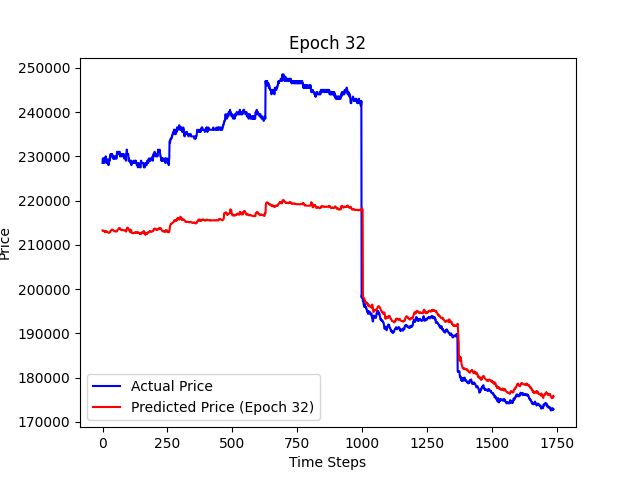 Epoch 32
Price
250000
240000
230000
220000
210000
200000
190000
180000
170000
Actual Price
Predicted Price (Epoch 32)
0 250 500 750 1000 1250 1500 1750
Time Steps